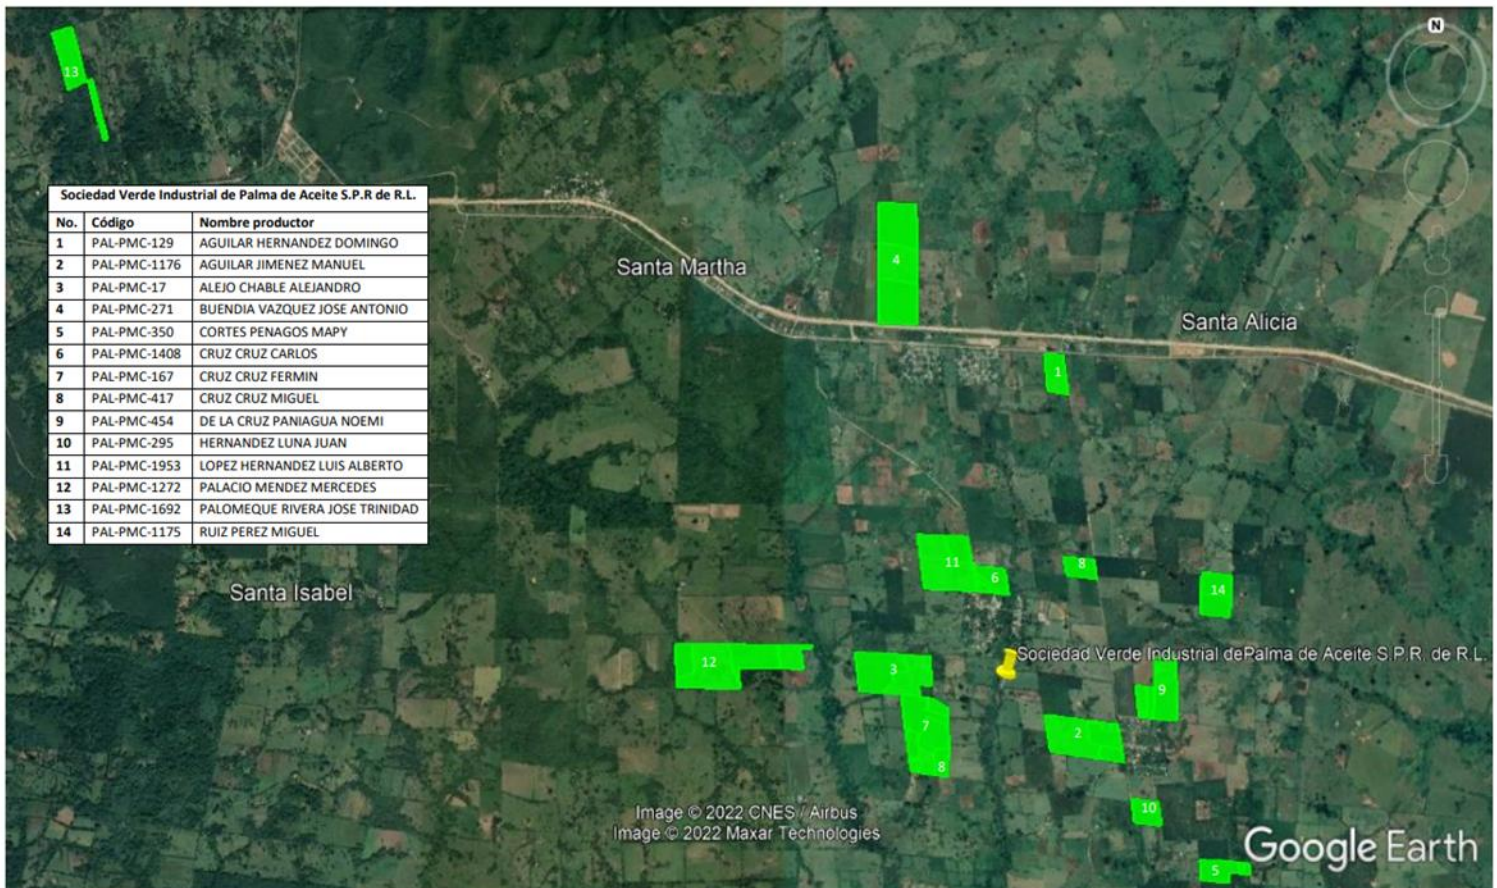 N
13
Sociedad Verde Industrial de Palma de Aceite S.P.R de R.L.
No. Código Nombre productor
1 PAL-PMC-129 AGUILAR HERNANDEZ DOMINGO
2 PAL-PMC-1176 AGUILAR JIMENEZ MANUEL
3 PAL-PMC-17 ALEJO CHABLE ALEJANDRO
4 PAL-PMC-271 BUENDIA VAZQUEZ JOSE ANTONIO
5 PAL-PMC-350 CORTES PENAGOS MAPY
6 PAL-PMC-1408 CRUZ CRUZ CARLOS
7 PAL-PMC-167 CRUZ CRUZ FERMIN
8 PAL-PMC-417 CRUZ CRUZ MIGUEL
9 PAL-PMC-454 DE LA CRUZ PANIAGUA NOEMI
10 PAL-PMC-295 HERNANDEZ LUNA JUAN
11 PAL-PMC-1953 LOPEZ HERNANDEZ LUIS ALBERTO
12 PAL-PMC-1272 PALACIO MENDEZ MERCEDES
13 PAL-PMC-1692 PALOMEQUE RIVERA JOSE TRINIDAD
14 PAL-PMC-1175 RUIZ PEREZ MIGUEL
4
Santa Martha
Santa Alicia
1
11
8
6
14
Santa Isabel
Sociedad Verde Industrial dePalma de Aceite S.P.R. de R.L.
12
3
9
7
2
8
10
Image © 2022 CNES / Airbus
Image © 2022 Maxar Technologies
Google Earth
5